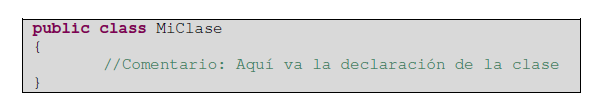 public class MiClase
{
//Comentario: Aquí va la declaración de la clase
}